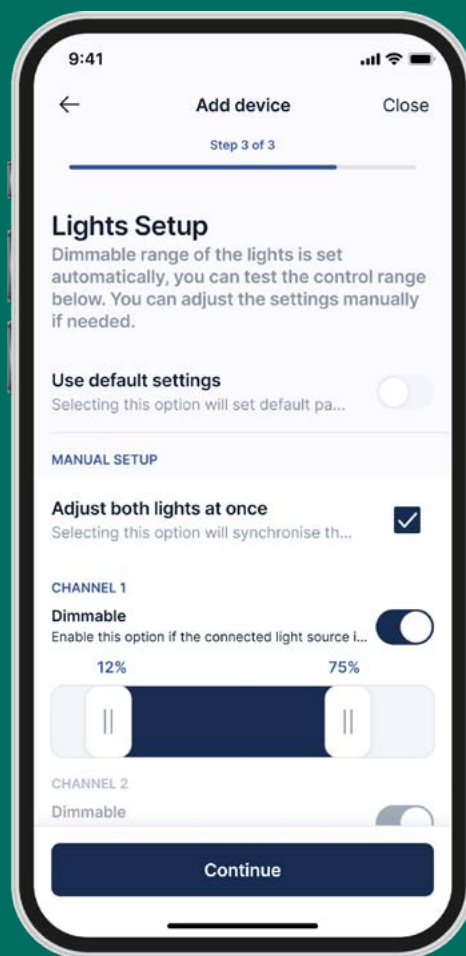 9:41
Add device
Close
Step 3 of 3
Lights Setup
Dimmable range of the lights is set
automatically, you can test the control range
below. You can adjust the settings manually
if needed.
Use default settings
Selecting this option will set default pa...
MANUAL SETUP
Adjust both lights at once
Selecting this option will synchronise th...
CHANNEL 1
Dimmable
Enable this option if the connected light source i...
12%
75%
CHANNEL 2
Dimmable
Continue